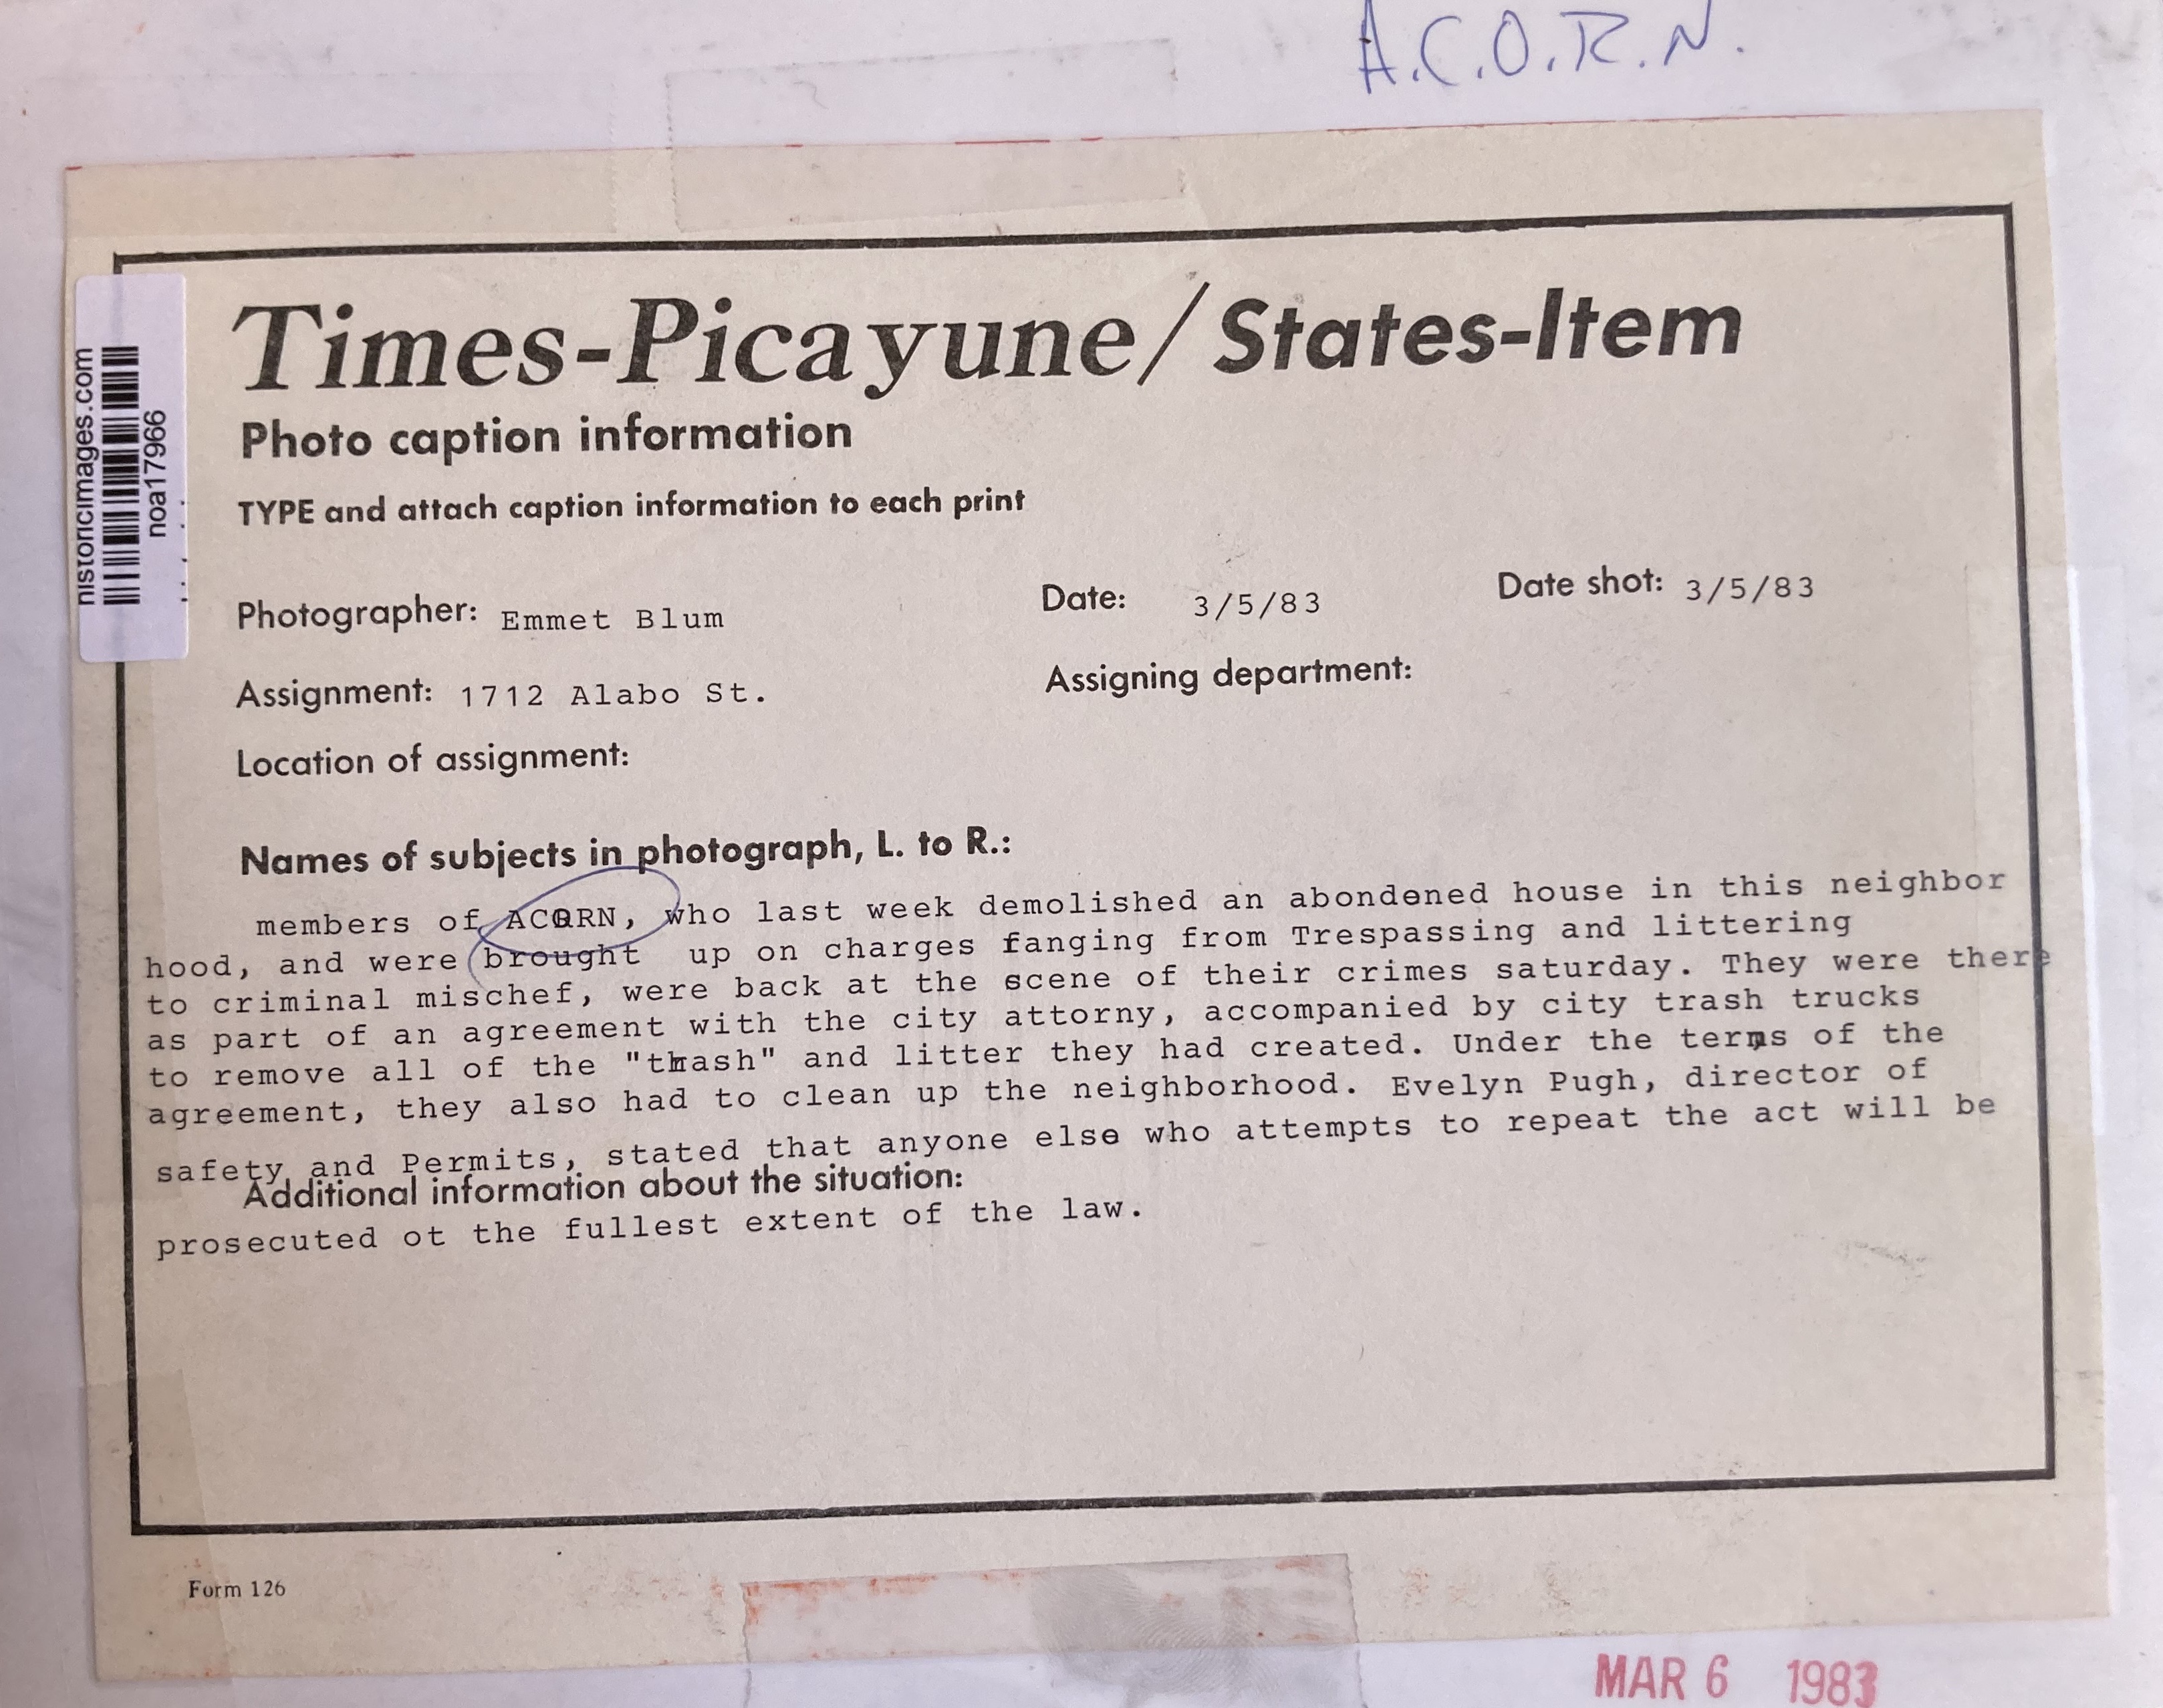 A.C.O.R.N.
Times-Picayune/States-Item
historicimages.com
noa17966
Photo caption information
TYPE and attach caption information to each print
Photographer: Emmet Blum Date: 3/5/83 Date shot: 3/5/83
Assignment: 1712 Alabo St. Assigning department:
Location of assignment:
Names of subjects in photograph, L. to R.:
members of ACORN, who last week demolished an abondened house in this neighbor
hood, and were brought up on charges fanging from Trespassing and littering
to criminal mischef, were back at the scene of their crimes saturday. They were there
as part of an agreement with the city attorny, accompanied by city trash trucks
to remove all of the "trash" and litter they had created. Under the terms of the
agreement, they also had to clean up the neighborhood. Evelyn Pugh, director of
safety and Permits, stated that anyone else who attempts to repeat the act will be
Additional information about the situation:
prosecuted ot the fullest extent of the law.
Form 126
MAR 6 1983